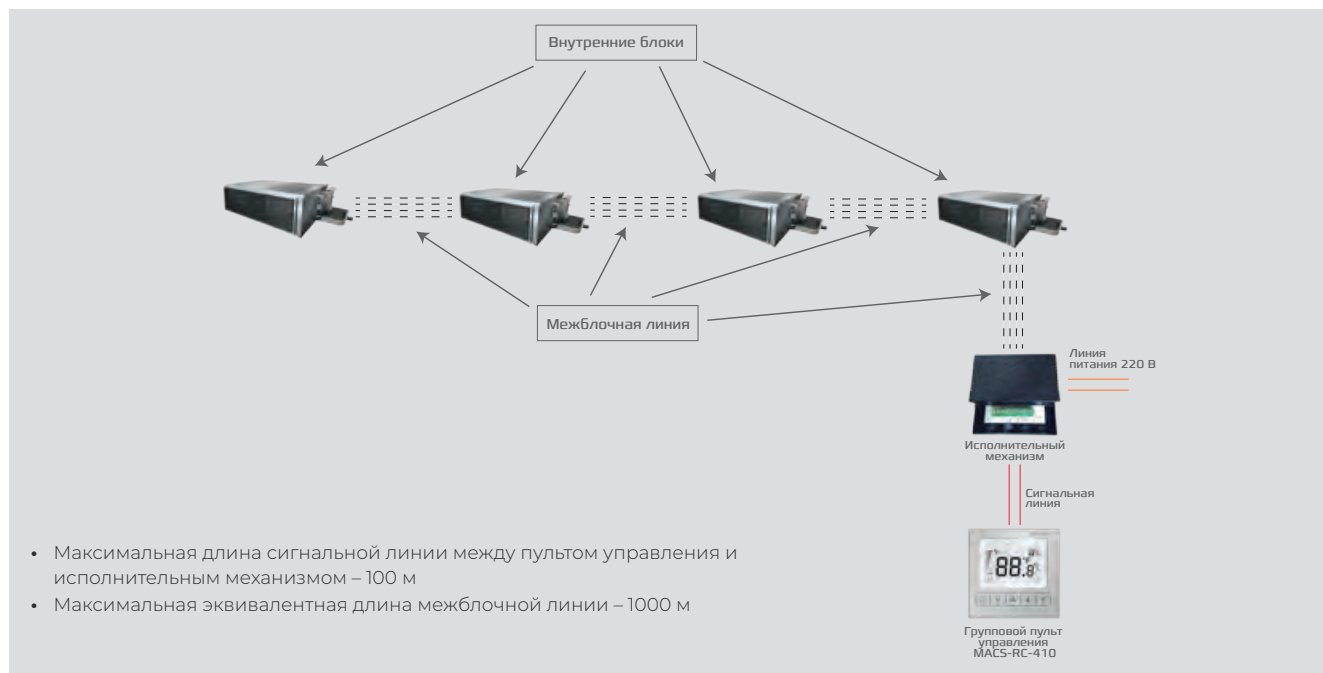 Внутренние блоки
Межблочная линия
Линия
питания 220 В
Исполнительный
механизм
Сигнальная
линия
88.8
• Максимальная длина сигнальной линии между пультом управления и
исполнительным механизмом – 100 м
• Максимальная эквивалентная длина межблочной линии – 1000 м
Групповой пульт
управления
MACS-RC-410